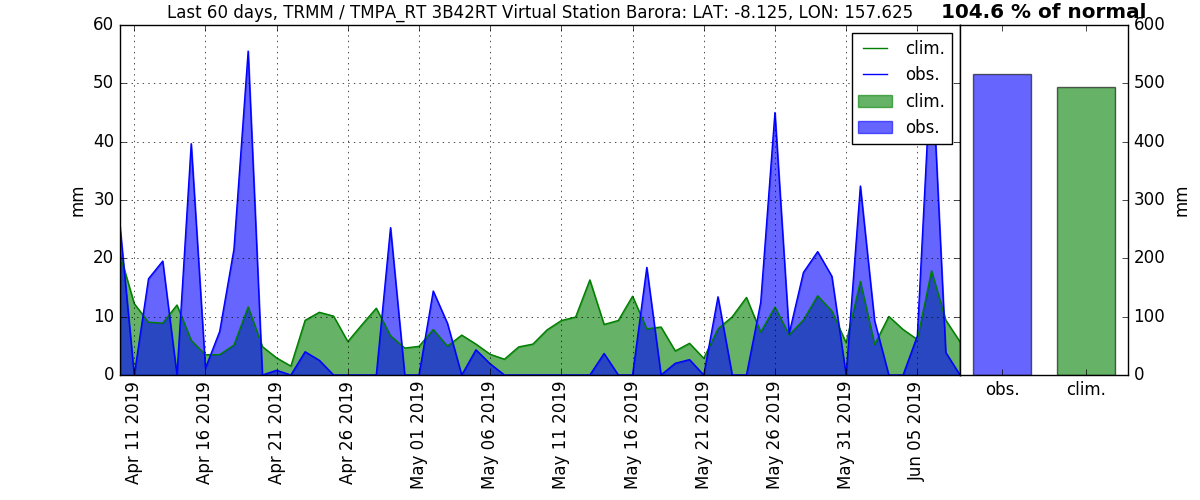 Last 60 days, TRMM / TMPA_RT 3B42RT Virtual Station Barora: LAT: -8.125, LON: 157.625
104.6 % of normal
60
50
40
30
20
10
0
mm
clim.
obs.
clim.
obs.
600
500
400
300
200
100
0
mm
Apr 11 2019
Apr 16 2019
Apr 21 2019
Apr 26 2019
May 01 2019
May 06 2019
May 11 2019
May 16 2019
May 21 2019
May 26 2019
May 31 2019
Jun 05 2019
obs.
clim.